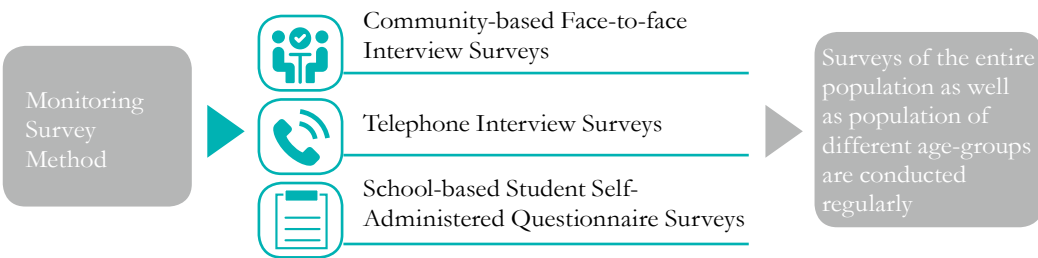 Monitoring
Survey
Method
Community-based Face-to-face
Interview Surveys
Telephone Interview Surveys
School-based Student Self-
Administered Questionnaire Surveys
Surveys of the entire
population as well
as population of
different age-groups
are conducted
regularly